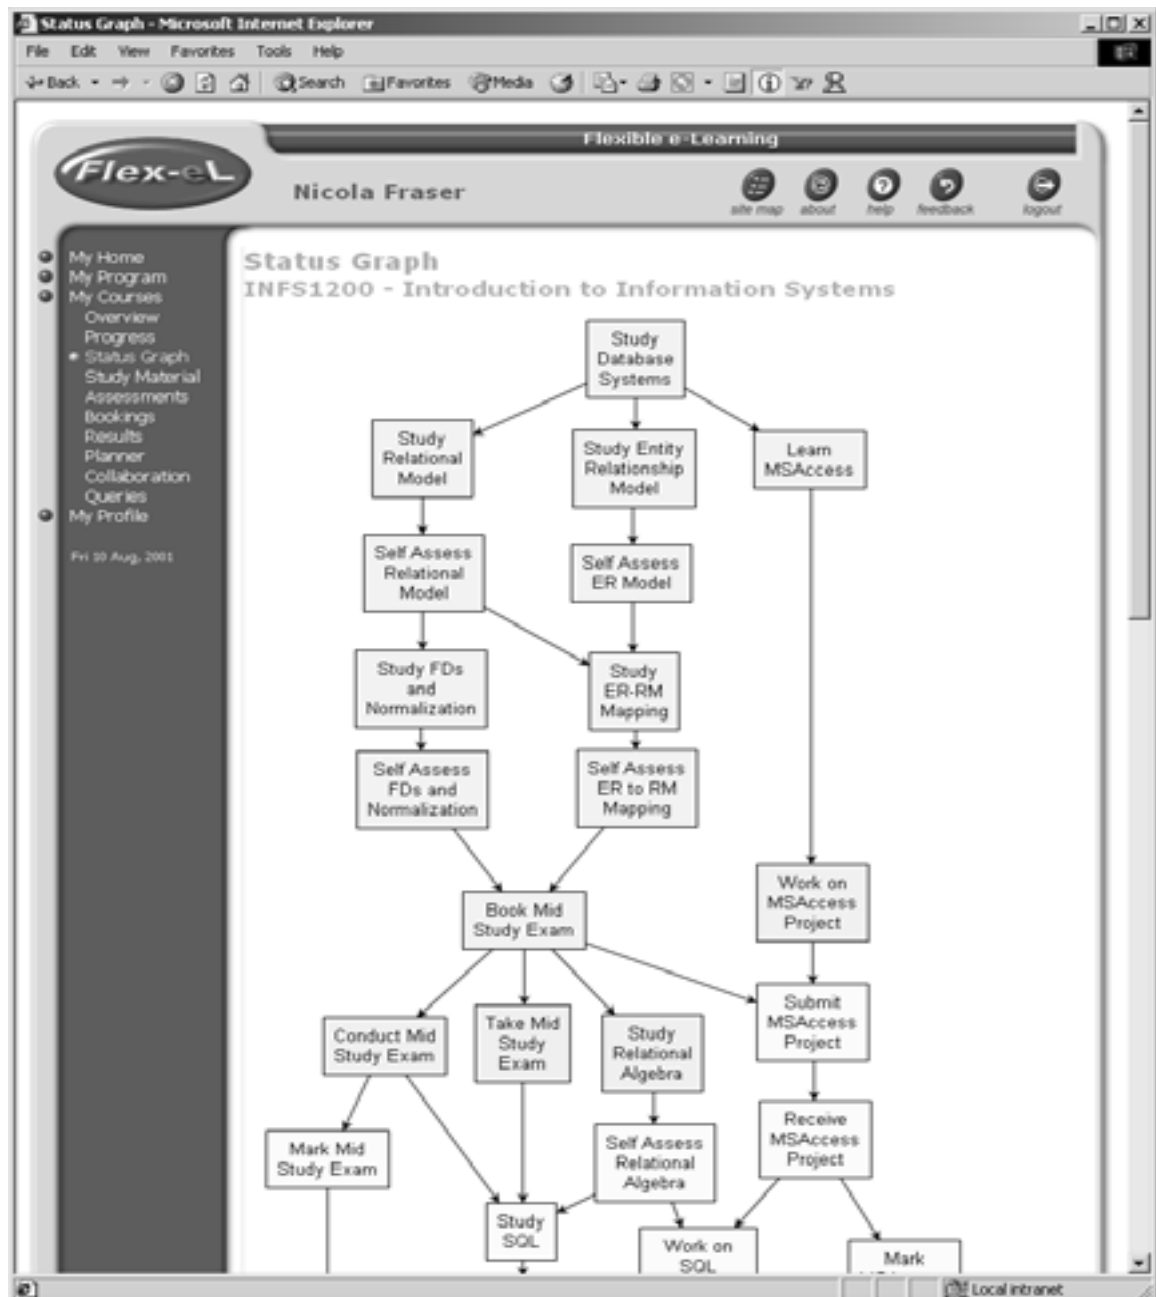 Status Graph - Microsoft Internet Explorer
File Edit View Favorites Tools Help
Back Search Favorites Media
Flexible e-Learning
Flex-eL
Nicola Fraser
site map about help feedback logout
My Home
My Program
My Courses
Overview
Progress
Status Graph
Study Material
Assessments
Bookings
Results
Planner
Collaboration
Queries
My Profile
Fri 10 Aug, 2001
Status Graph
INFS1200 - Introduction to Information Systems
Study
Database
Systems
Study
Relational
Model
Study Entity
Relationship
Model
Learn
MSAccess
Self Assess
Relational
Model
Self Assess
ER Model
Study FDs
and
Normalization
Study
ER-RM
Mapping
Self Assess
FDs and
Normalization
Self Assess
ER to RM
Mapping
Work on
MSAccess
Project
Book Mid
Study Exam
Submit
MSAccess
Project
Conduct Mid
Study Exam
Take Mid
Study
Exam
Study
Relational
Algebra
Receive
MSAccess
Project
Mark Mid
Study Exam
Self Assess
Relational
Algebra
Study
SQL
Work on
SQL
Mark
Local intranet